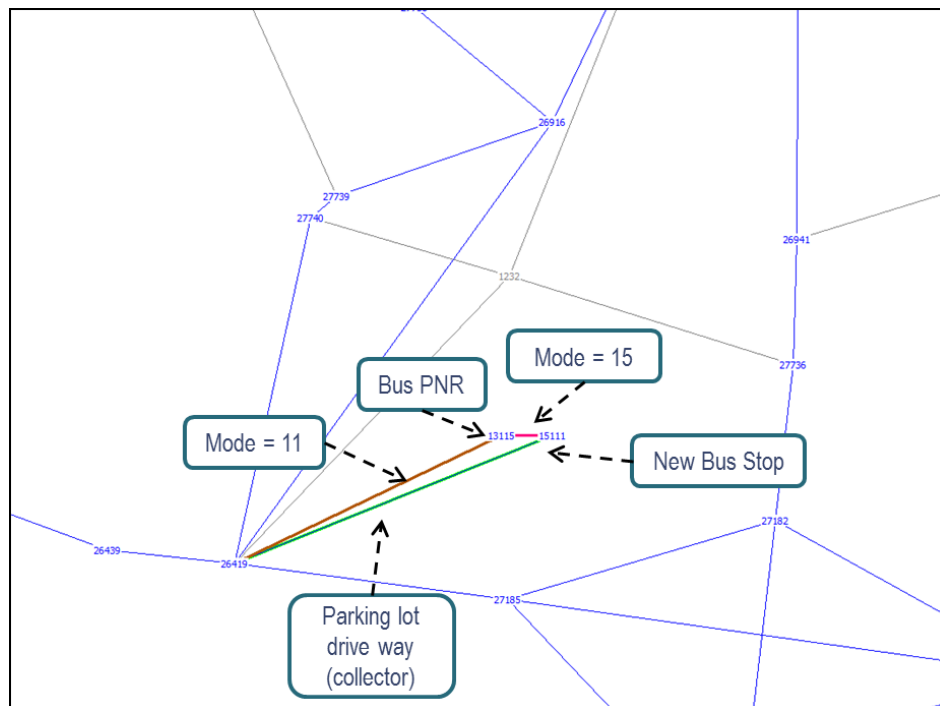 26916
27739
27740
26941
1232
27736
Mode = 15
Bus PNR
Mode = 11
13115
15111
New Bus Stop
27182
26439
26419
27185
Parking lot
drive way
(collector)